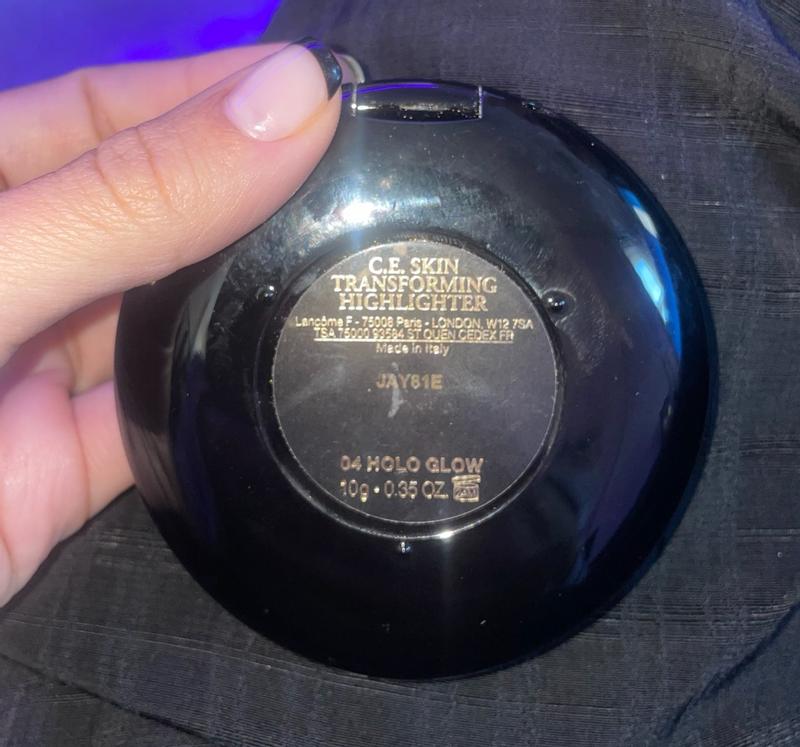 C.E. SKIN
TRANSFORMING
HIGHLIGHTER
Lancôme F - 75008 Paris - LONDON, W12 7SA
TSA 75000 93584 ST OUEN CEDEX FR
Made in Italy
JAY81E
04 HOLO GLOW
10g • 0.35 OZ.